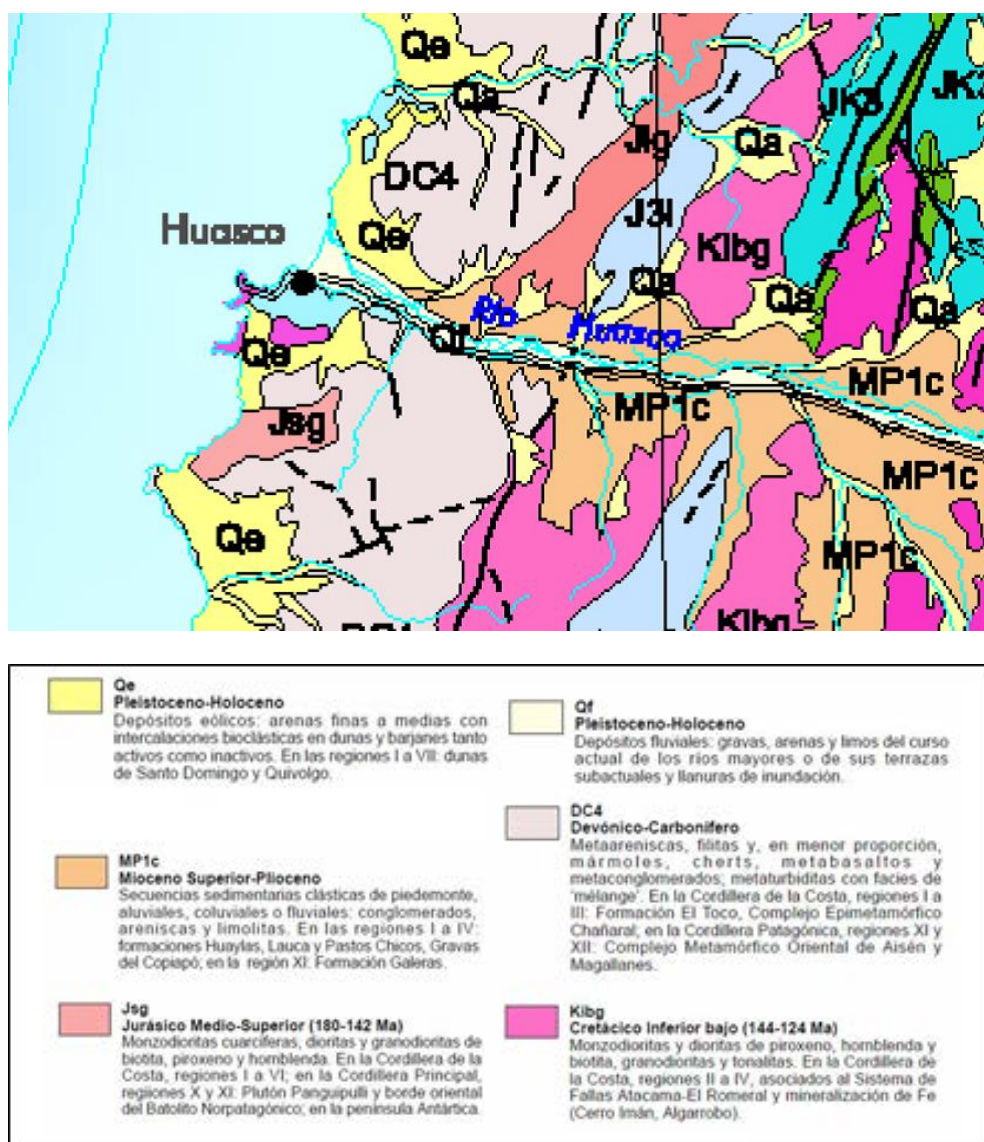 Qe
Qa
JK3
JK
Jlg
Qa
DC4
J3l
Huasco
Qe
Klbg
Qa
Qa
Qa
Río Huasco
Qf
Qe
MP1c
MP1c
Jsg
MP1c
Qe
MP1c
Klbg
Qe
Pleistoceno-Holoceno
Depósitos eólicos: arenas finas a medias con
intercalaciones bioclásticas en dunas y barjanes tanto
activos como inactivos. En las regiones I a VII: dunas
de Santo Domingo y Quivolgo.
MP1c
Mioceno Superior-Plioceno
Secuencias sedimentarias clásticas de piedemonte,
aluviales, coluviales o fluviales: conglomerados,
areniscas y limolitas. En las regiones I a IV:
formaciones Huaylas, Lauca y Pastos Chicos, Gravas
del Copiapó; en la región XI: Formación Galeras.
Jsg
Jurásico Medio-Superior (180-142 Ma)
Monzodioritas cuarcíferas, dioritas y granodioritas de
biotita, piroxeno y hornblenda. En la Cordillera de la
Costa, regiones I a VI; en la Cordillera Principal,
regiones X y XI: Plutón Panguipulli y borde oriental
del Batolito Norpatagónico; en la península Antártica.
Qf
Pleistoceno-Holoceno
Depósitos fluviales: gravas, arenas y limos del curso
actual de los ríos mayores o de sus terrazas
subactuales y llanuras de inundación.
DC4
Devónico-Carbonífero
Metaareniscas, filitas y, en menor proporción,
mármoles, cherts, metabasaltos y
metaconglomerados; metaturbiditas con facies de
'mélange'. En la Cordillera de la Costa, regiones I a
III: Formación El Toco, Complejo Epimetamórfico
Chañaral; en la Cordillera Patagónica, regiones XI y
XII: Complejo Metamórfico Oriental de Aisén y
Magallanes.
Kibg
Cretácico Inferior bajo (144-124 Ma)
Monzodioritas y dioritas de piroxeno, hornblenda y
biotita, granodioritas y tonalitas. En la Cordillera de
la Costa, regiones II a IV, asociados al Sistema de
Fallas Atacama-El Romeral y mineralización de Fe
(Cerro Imán, Algarrobo).